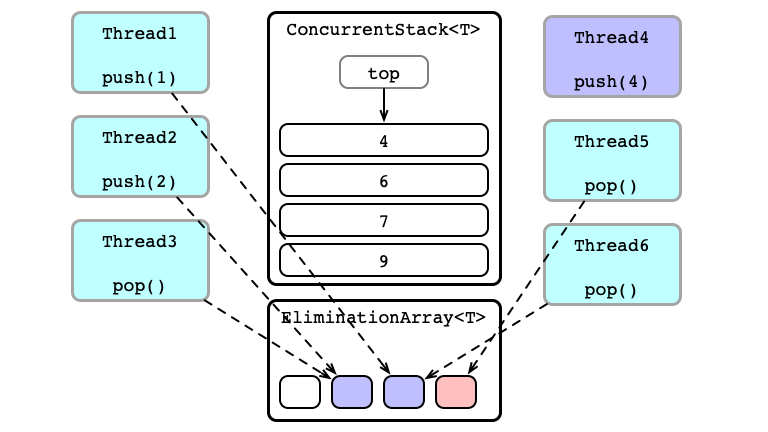 Thread1
push(1)
Thread2
push(2)
Thread3
pop()
ConcurrentStack<T>
top
4
6
7
9
EliminationArray<T>
Thread4
push(4)
Thread5
pop()
Thread6
pop()